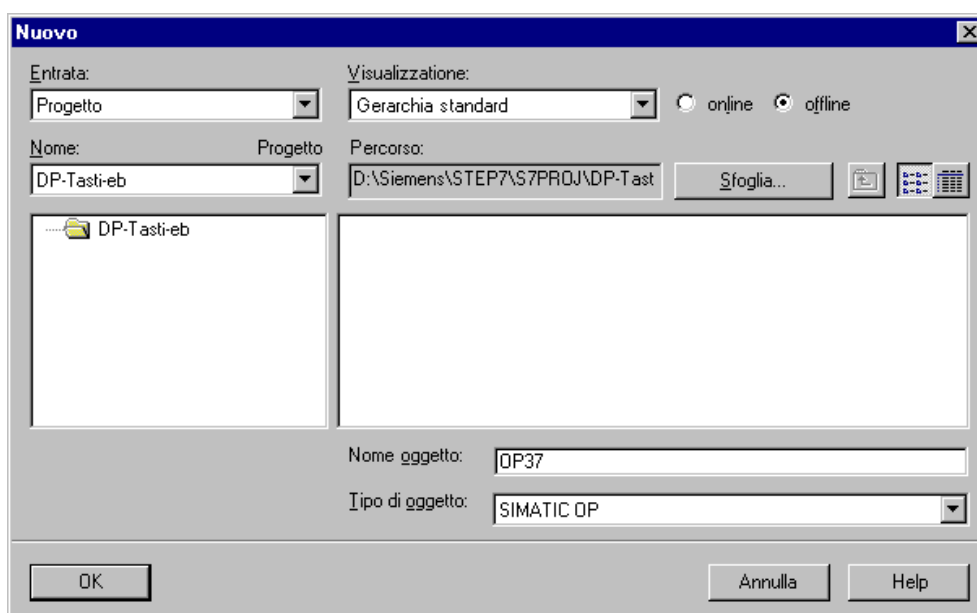 Nuovo
Entrata:
Visualizzatione:
Progetto
Gerarchia standard
online
offline
Nome:
Progetto
Percorso:
DP-Tasti-eb
D:\Siemens\STEP7\S7PROJ\DP-Tast
Sfoglia...
DP-Tasti-eb
Nome oggetto:
OP37
Tipo di oggetto:
SIMATIC OP
OK
Annulla
Help